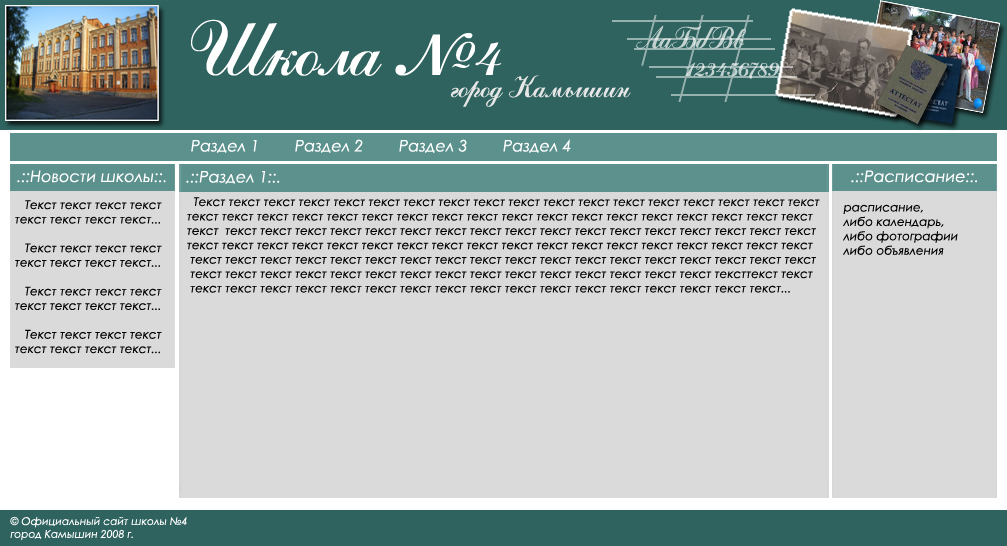 Школа №4
город Камышин
АаБбВв
123456789
АТТЕСТАТ
Раздел 1 Раздел 2 Раздел 3 Раздел 4
.::Новости школы::.
Текст текст текст текст
текст текст текст текст...
Текст текст текст текст
текст текст текст текст...
Текст текст текст текст
текст текст текст текст...
Текст текст текст текст
текст текст текст текст...
.::Раздел 1::.
Текст текст текст текст текст текст текст текст текст текст текст текст текст текст текст текст текст текст
текст текст текст текст текст текст текст текст текст текст текст текст текст текст текст текст текст текст
текст  текст текст текст текст текст текст текст текст текст текст текст текст текст текст текст текст текст
текст текст текст текст текст текст текст текст текст текст текст текст текст текст текст текст текст текст
текст текст текст текст текст текст текст текст текст текст текст текст текст текст текст текст текст текст
текст текст текст текст текст текст текст текст текст текст текст текст текст текст текст тексттекст текст
текст текст текст текст текст текст текст текст текст текст текст текст текст текст текст текст текст...
.::Расписание::.
расписание,
либо календарь,
либо фотографии
либо объявления
© Официальный сайт школы №4
город Камышин 2008 г.